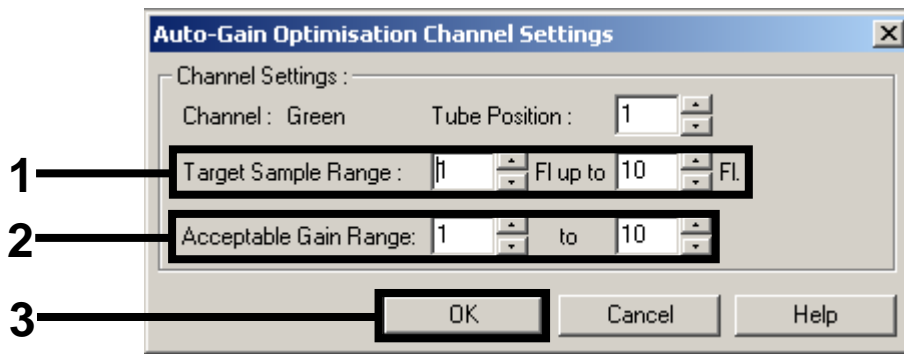 Auto-Gain Optimisation Channel Settings
Channel Settings :
Channel : Green Tube Position : 1
1 Target Sample Range : 1 Fl up to 10 Fl.
2 Acceptable Gain Range: 1 to 10
3 OK Cancel Help